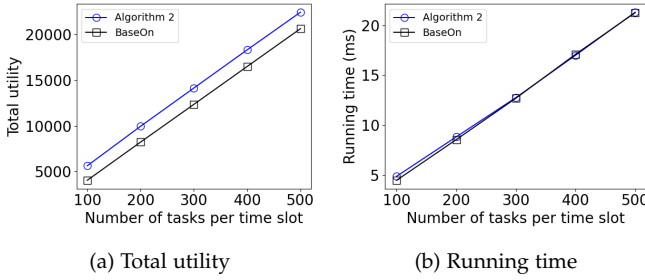 Algorithm 2
BaseOn
Total utility
20000
15000
10000
5000
100 200 300 400 500
Number of tasks per time slot
(a) Total utility
Algorithm 2
BaseOn
Running time (ms)
20
15
10
5
100 200 300 400 500
Number of tasks per time slot
(b) Running time